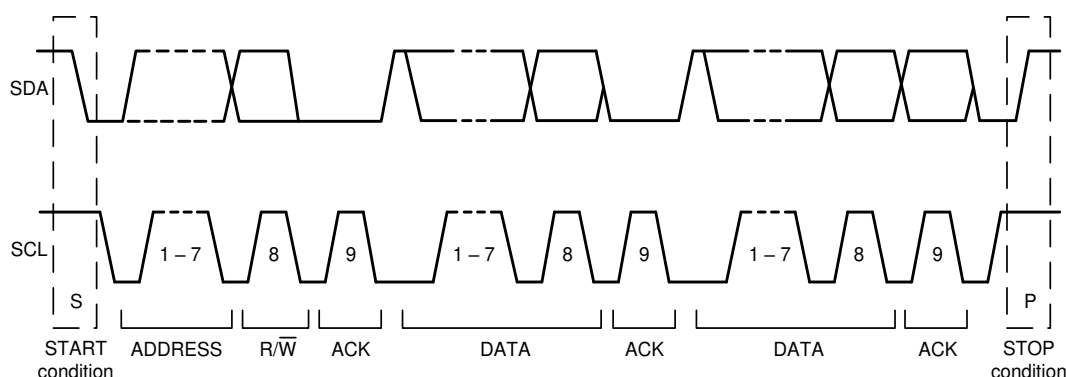 SDA
SCL
1 – 7 8 9 1 – 7 8 9 1 – 7 8 9
S P
START condition ADDRESS R/W̅ ACK DATA ACK DATA ACK STOP condition